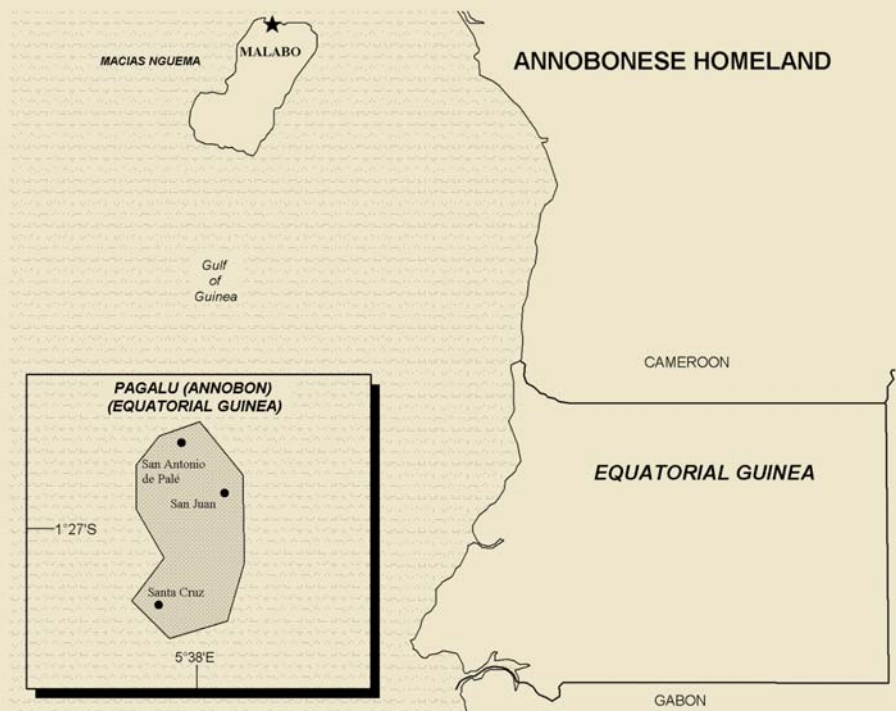 MALABO
MACIAS NGUEMA
ANNOBONESE HOMELAND
Gulf
of
Guinea
CAMEROON
PAGALU (ANNOBON)
(EQUATORIAL GUINEA)
San Antonio
de Palé
San Juan
1°27'S
Santa Cruz
5°38'E
EQUATORIAL GUINEA
GABON